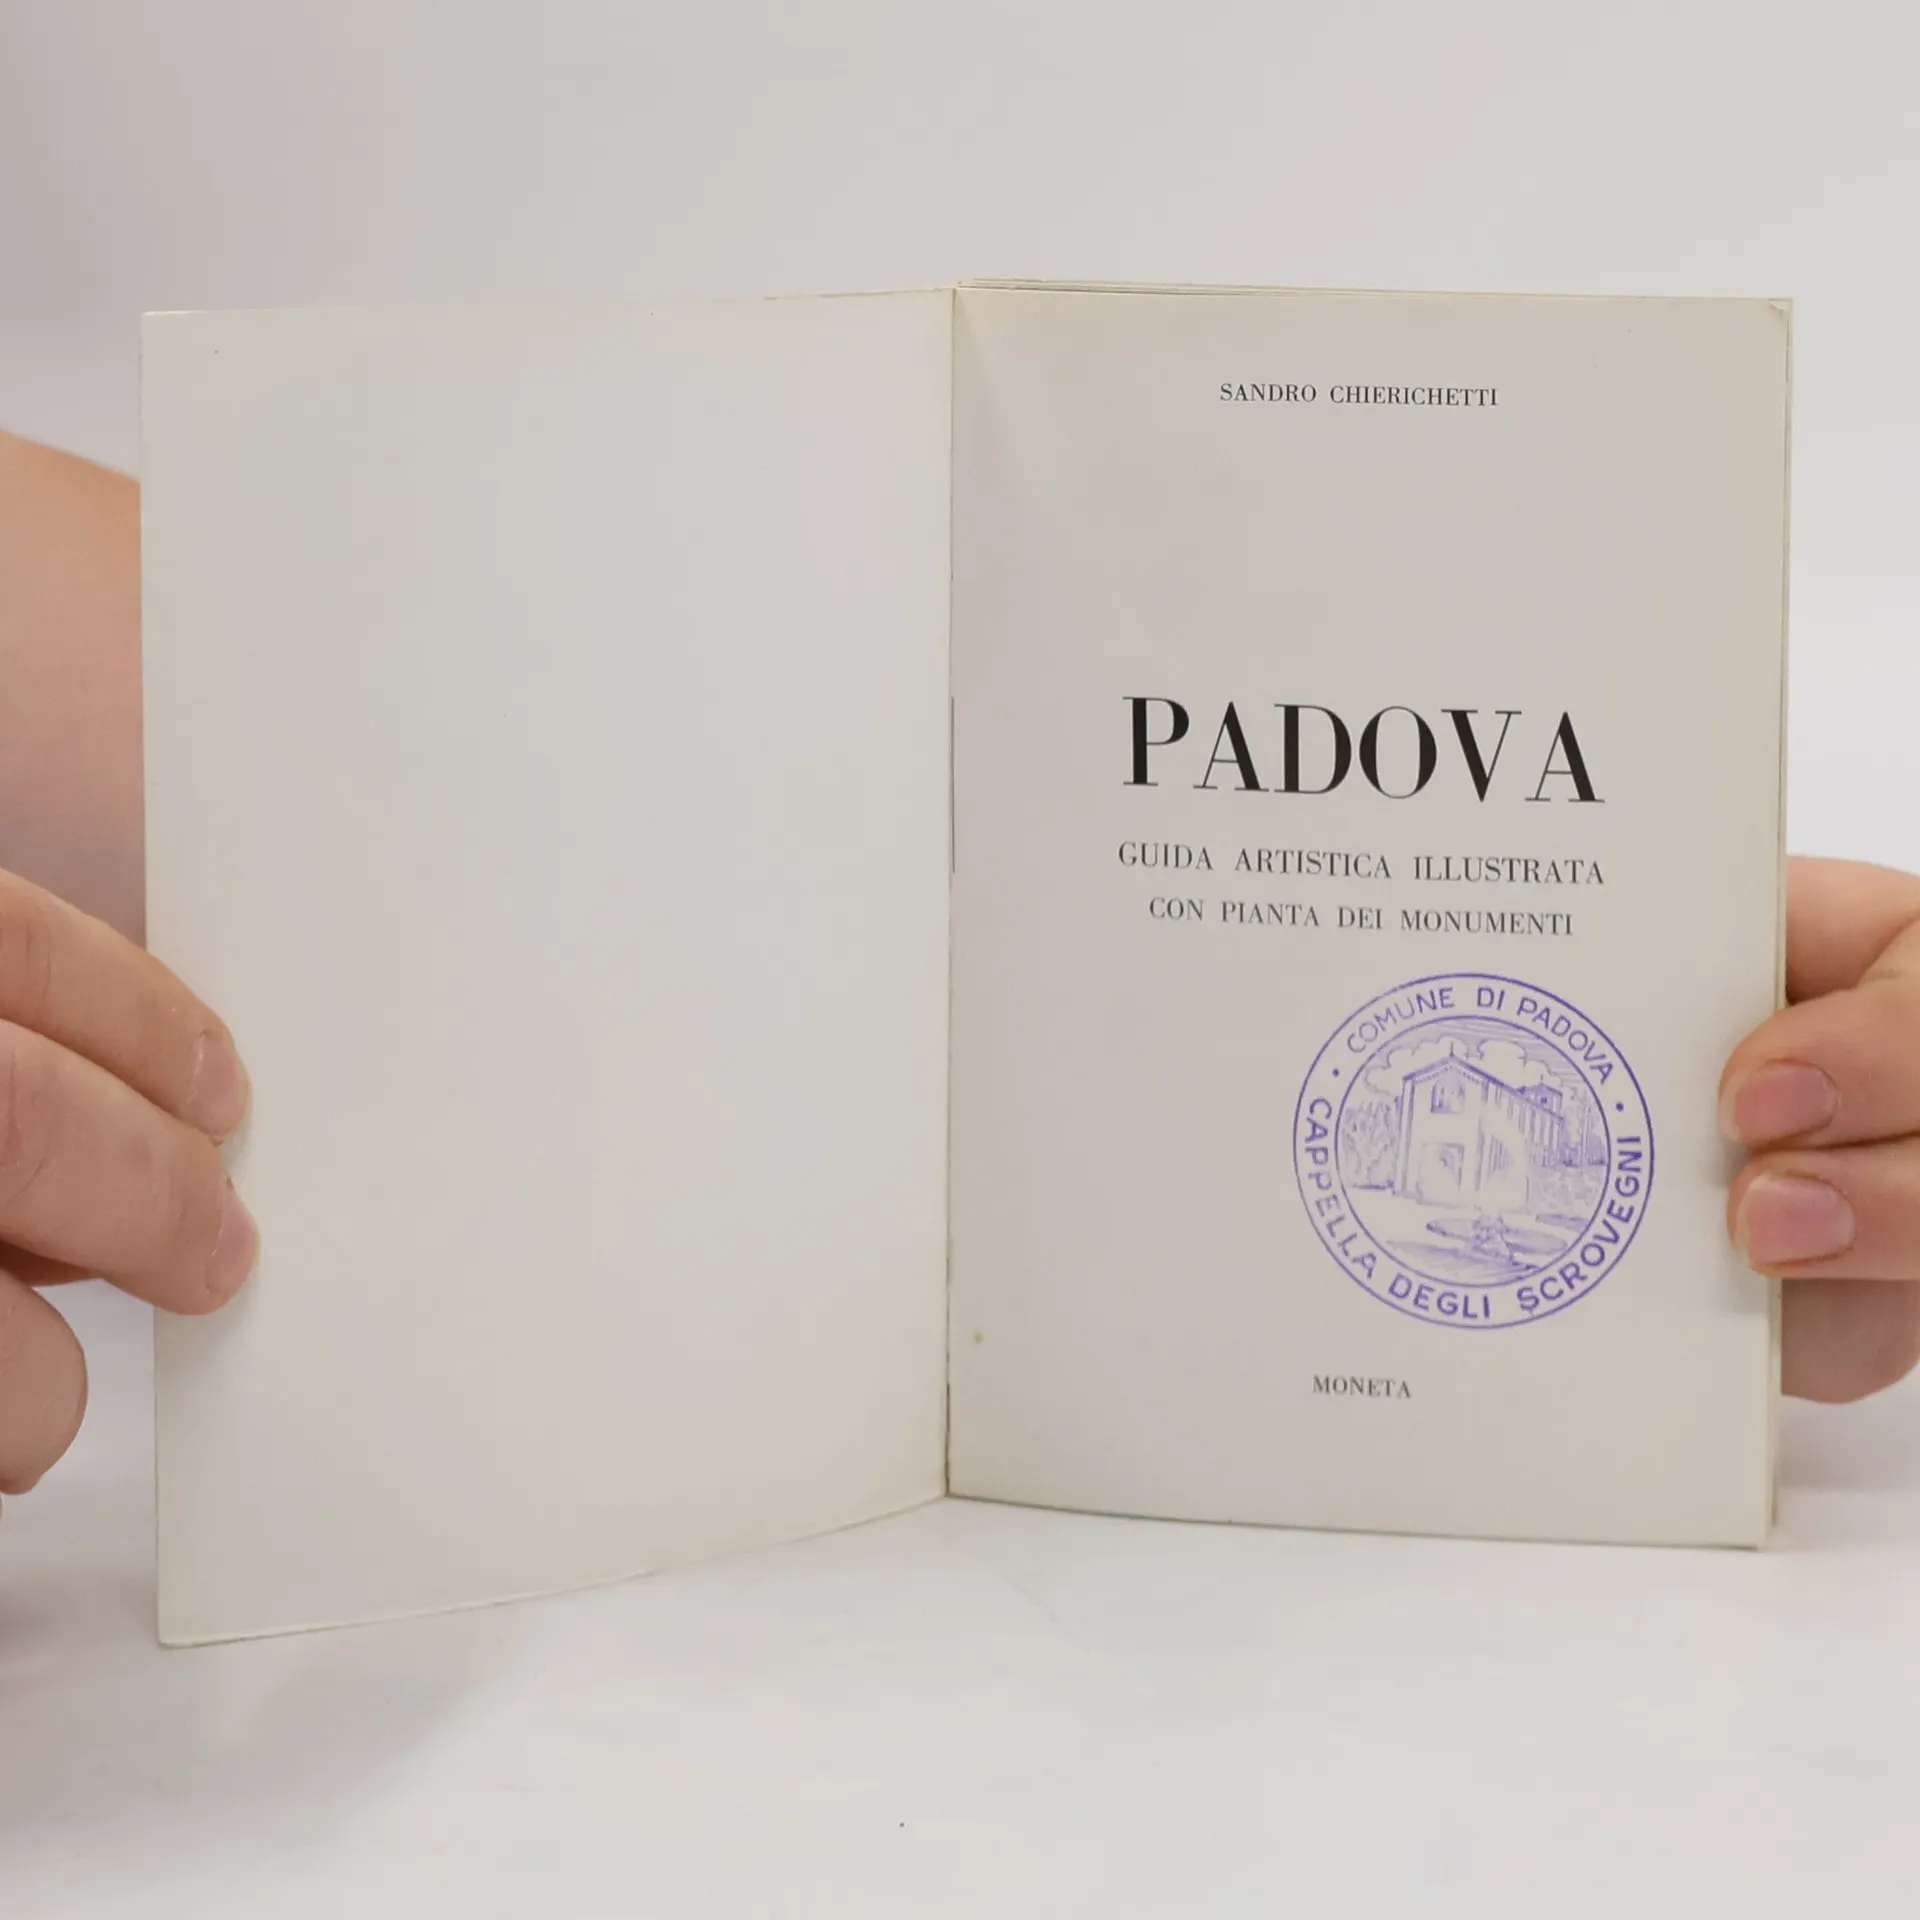 SANDRO CHIERICHETTI
PADOVA
GUIDA ARTISTICA ILLUSTRATA
CON PIANTA DEI MONUMENTI
• COMUNE DI PADOVA •
CAPPELLA DEGLI SCROVEGNI
MONETA